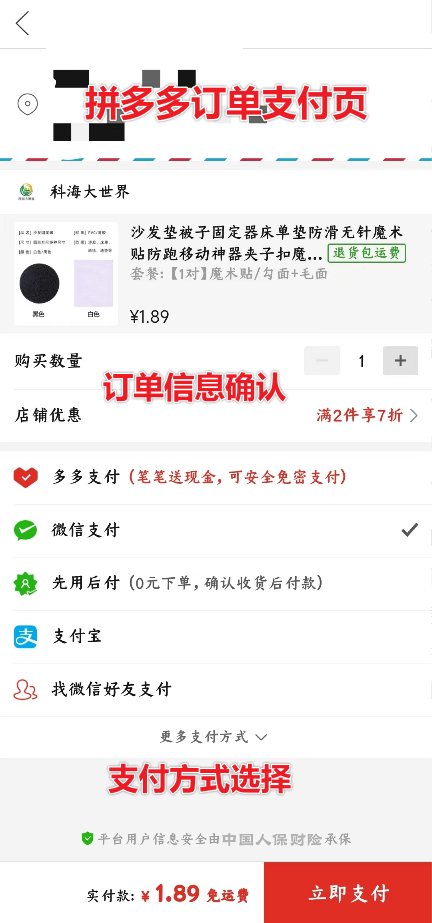 拼多多订单支付页
科海大世界
沙发垫被子固定器床单垫防滑无针魔术
贴防跑移动神器夹子扣魔... 退货包运费
套餐:【1对】魔术贴/勾面+毛面
黑色
白色
¥1.89
购买数量
1
订单信息确认
店铺优惠
满2件享7折
多多支付 (笔笔送现金, 可安全免密支付)
微信支付
先用后付 (0元下单, 确认收货后付款)
支付宝
找微信好友支付
更多支付方式
支付方式选择
平台用户信息安全由中国人保财险承保
实付款: ¥1.89 免运费
立即支付